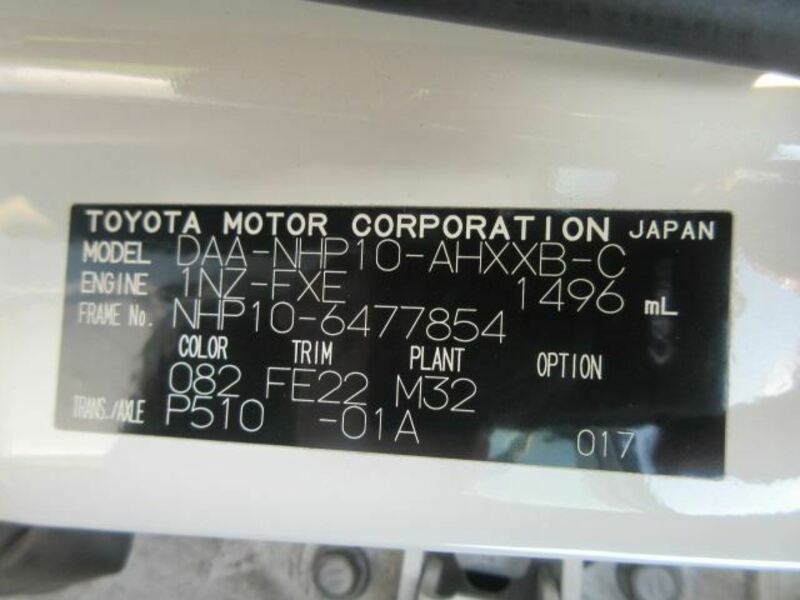 TOYOTA MOTOR CORPORATION JAPAN
MODEL DAA-NHP10-AHXXB-C
ENGINE 1NZ-FXE 1496 mL
FRAME No. NHP10-6477854
COLOR TRIM PLANT OPTION
082 FE22 M32
TRANS./AXLE P510 -01A 017